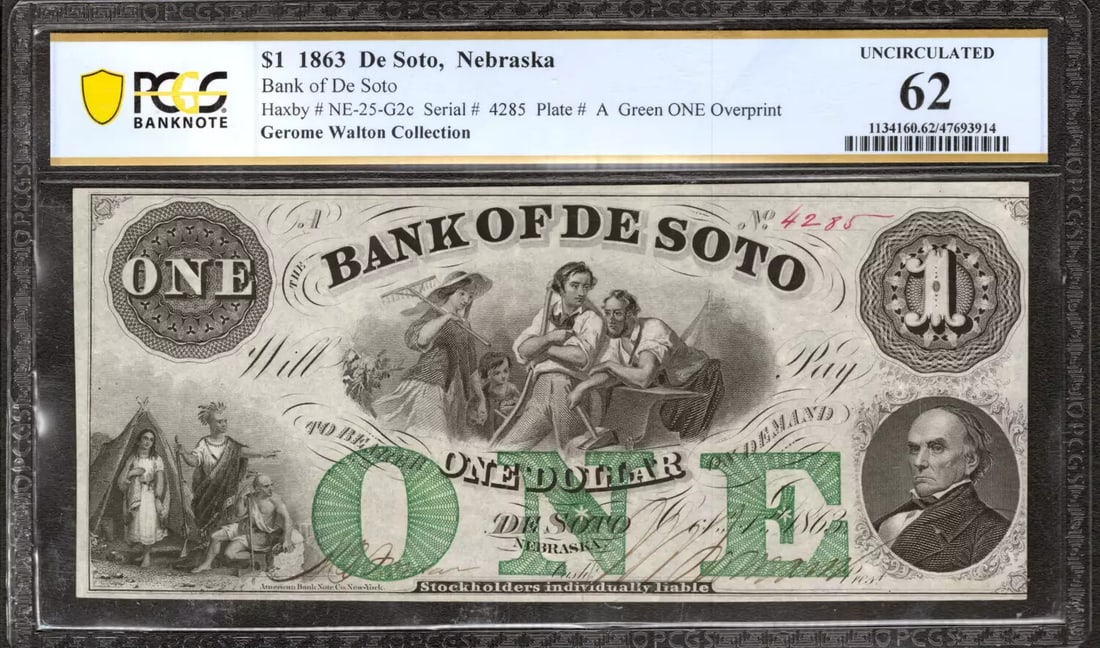 PCGS
BANKNOTE
$1 1863 De Soto, Nebraska
Bank of De Soto
Haxby # NE-25-G2c Serial # 4285 Plate # A Green ONE Overprint
Gerome Walton Collection
UNCIRCULATED
62
1134160.62/47693914
A
No. 4285
THE BANK OF DE SOTO
ONE
1
Will Pay
TO BEARER ON DEMAND
ONE DOLLAR
ONE
DE SOTO
1863
NEBRASKA
Cash.
Pres.
American Bank Note Co. New-York.
Stockholders individually liable